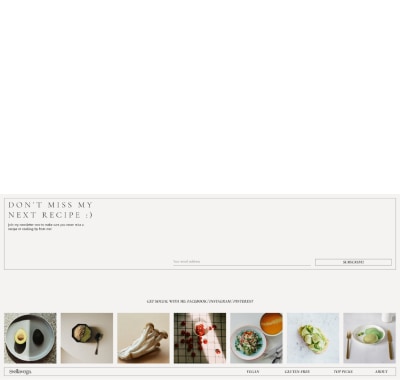 DON'T MISS MY
NEXT RECIPE :)
Join my newsletter now to make sure you never miss a
recipe or cooking tip from me!
Your email address
SUBSCRIBE!
GET SOCIAL WITH ME FACEBOOK/INSTAGRAM/PINTEREST
VEGAN
GLUTEN-FREE
TOP PICKS
ABOUT